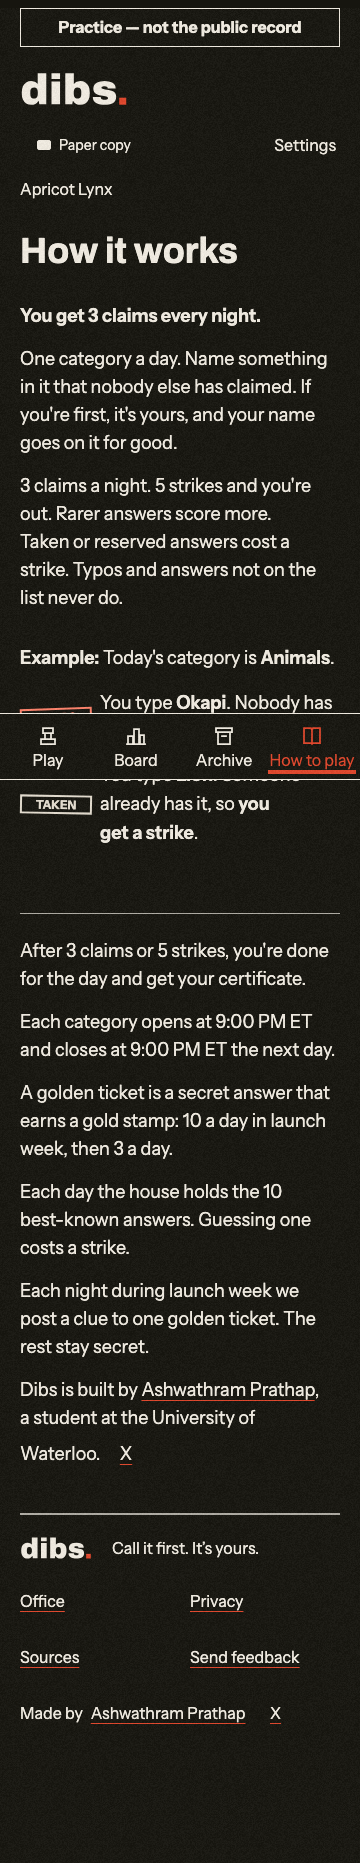 Practice — not the public record
dibs.
Paper copy
Settings
Apricot Lynx
How it works
You get 3 claims every night.
One category a day. Name something
in it that nobody else has claimed. If
you're first, it's yours, and your name
goes on it for good.
3 claims a night. 5 strikes and you're
out. Rarer answers score more.
Taken or reserved answers cost a
strike. Typos and answers not on the
list never do.
Example: Today's category is Animals.
You type Okapi. Nobody has
Play
Board
Archive
How to play
TAKEN
already has it, so you
get a strike.
After 3 claims or 5 strikes, you're done
for the day and get your certificate.
Each category opens at 9:00 PM ET
and closes at 9:00 PM ET the next day.
A golden ticket is a secret answer that
earns a gold stamp: 10 a day in launch
week, then 3 a day.
Each day the house holds the 10
best-known answers. Guessing one
costs a strike.
Each night during launch week we
post a clue to one golden ticket. The
rest stay secret.
Dibs is built by Ashwathram Prathap,
a student at the University of
Waterloo. X
dibs. Call it first. It's yours.
Office
Privacy
Sources
Send feedback
Made by Ashwathram Prathap X